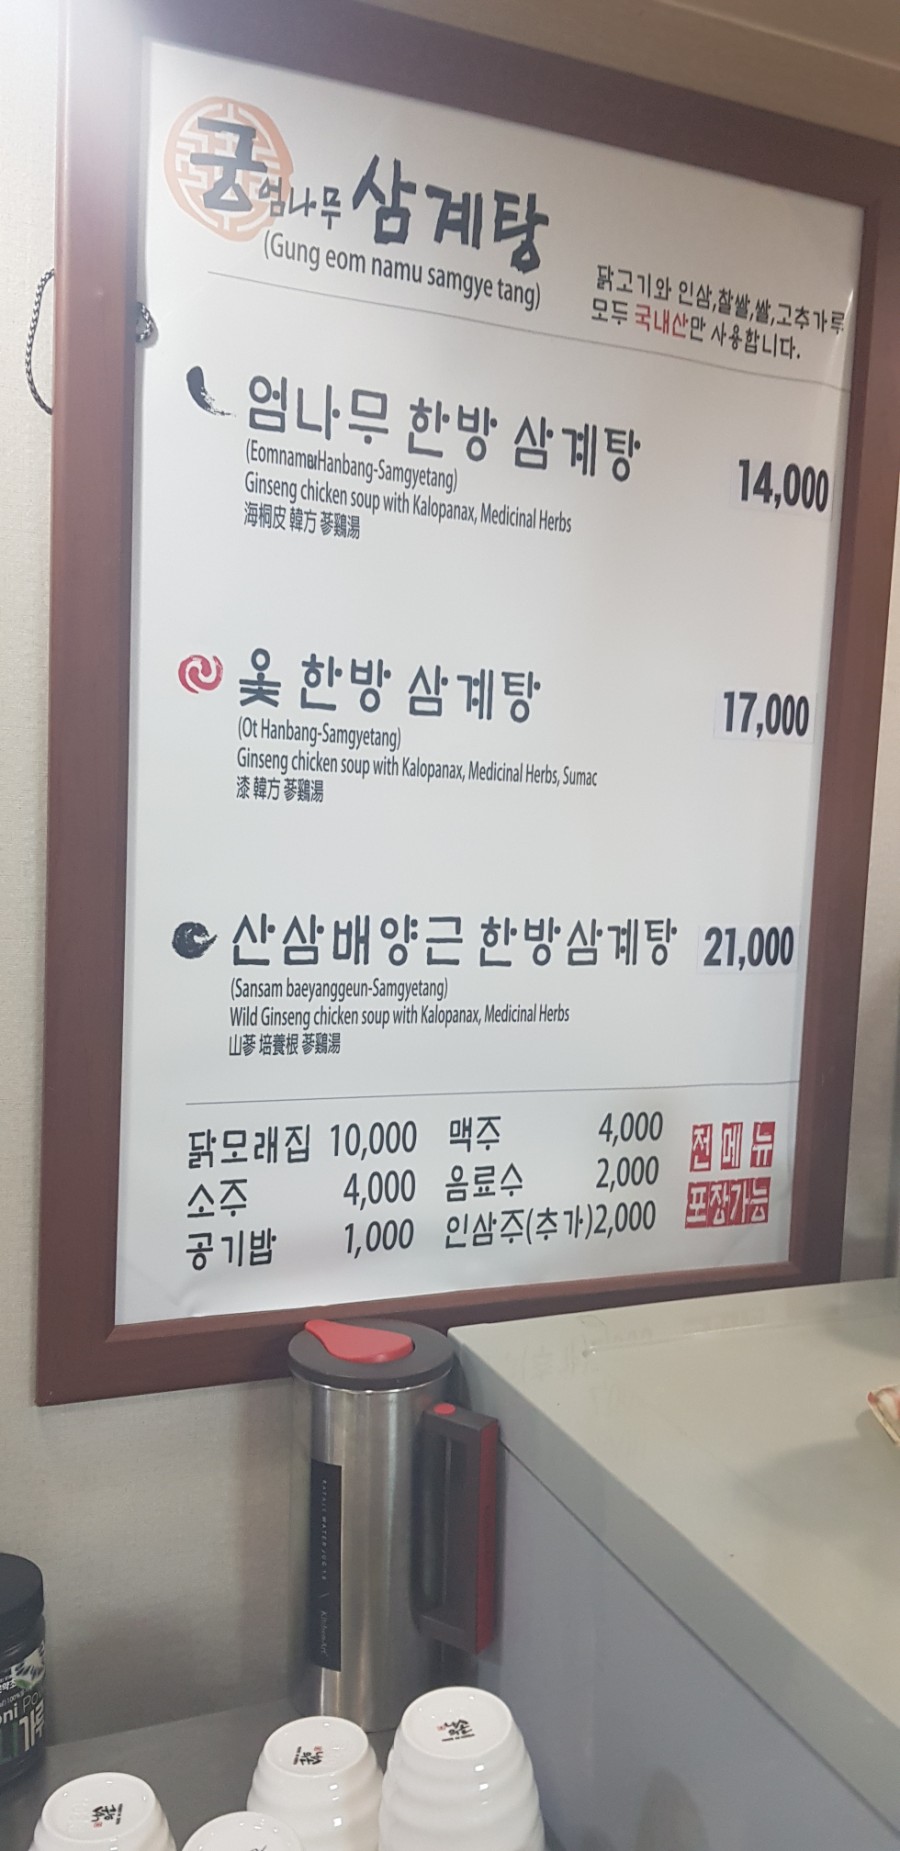 궁엄나무 삼계탕
(Gung eom namu samgye tang)
닭고기와 인삼,찰쌀,쌀,고추가루
모두 국내산만 사용합니다.
엄나무 한방 삼계탕 14,000
(Eomnamu Hanbang-Samgyetang)
Ginseng chicken soup with Kalopanax, Medicinal Herbs
海桐皮 韓方 蔘鷄湯
옻 한방 삼계탕 17,000
(Ot Hanbang-Samgyetang)
Ginseng chicken soup with Kalopanax, Medicinal Herbs, Sumac
漆 韓方 蔘鷄湯
산삼배양근 한방삼계탕 21,000
(Sansam baeyanggeun-Samgyetang)
Wild Ginseng chicken soup with Kalopanax, Medicinal Herbs
山蔘 培養根 蔘鷄湯
닭모래집 10,000 맥주 4,000
소주 4,000 음료수 2,000
공기밥 1,000 인삼주(추가)2,000
전메뉴
포장가능
가루